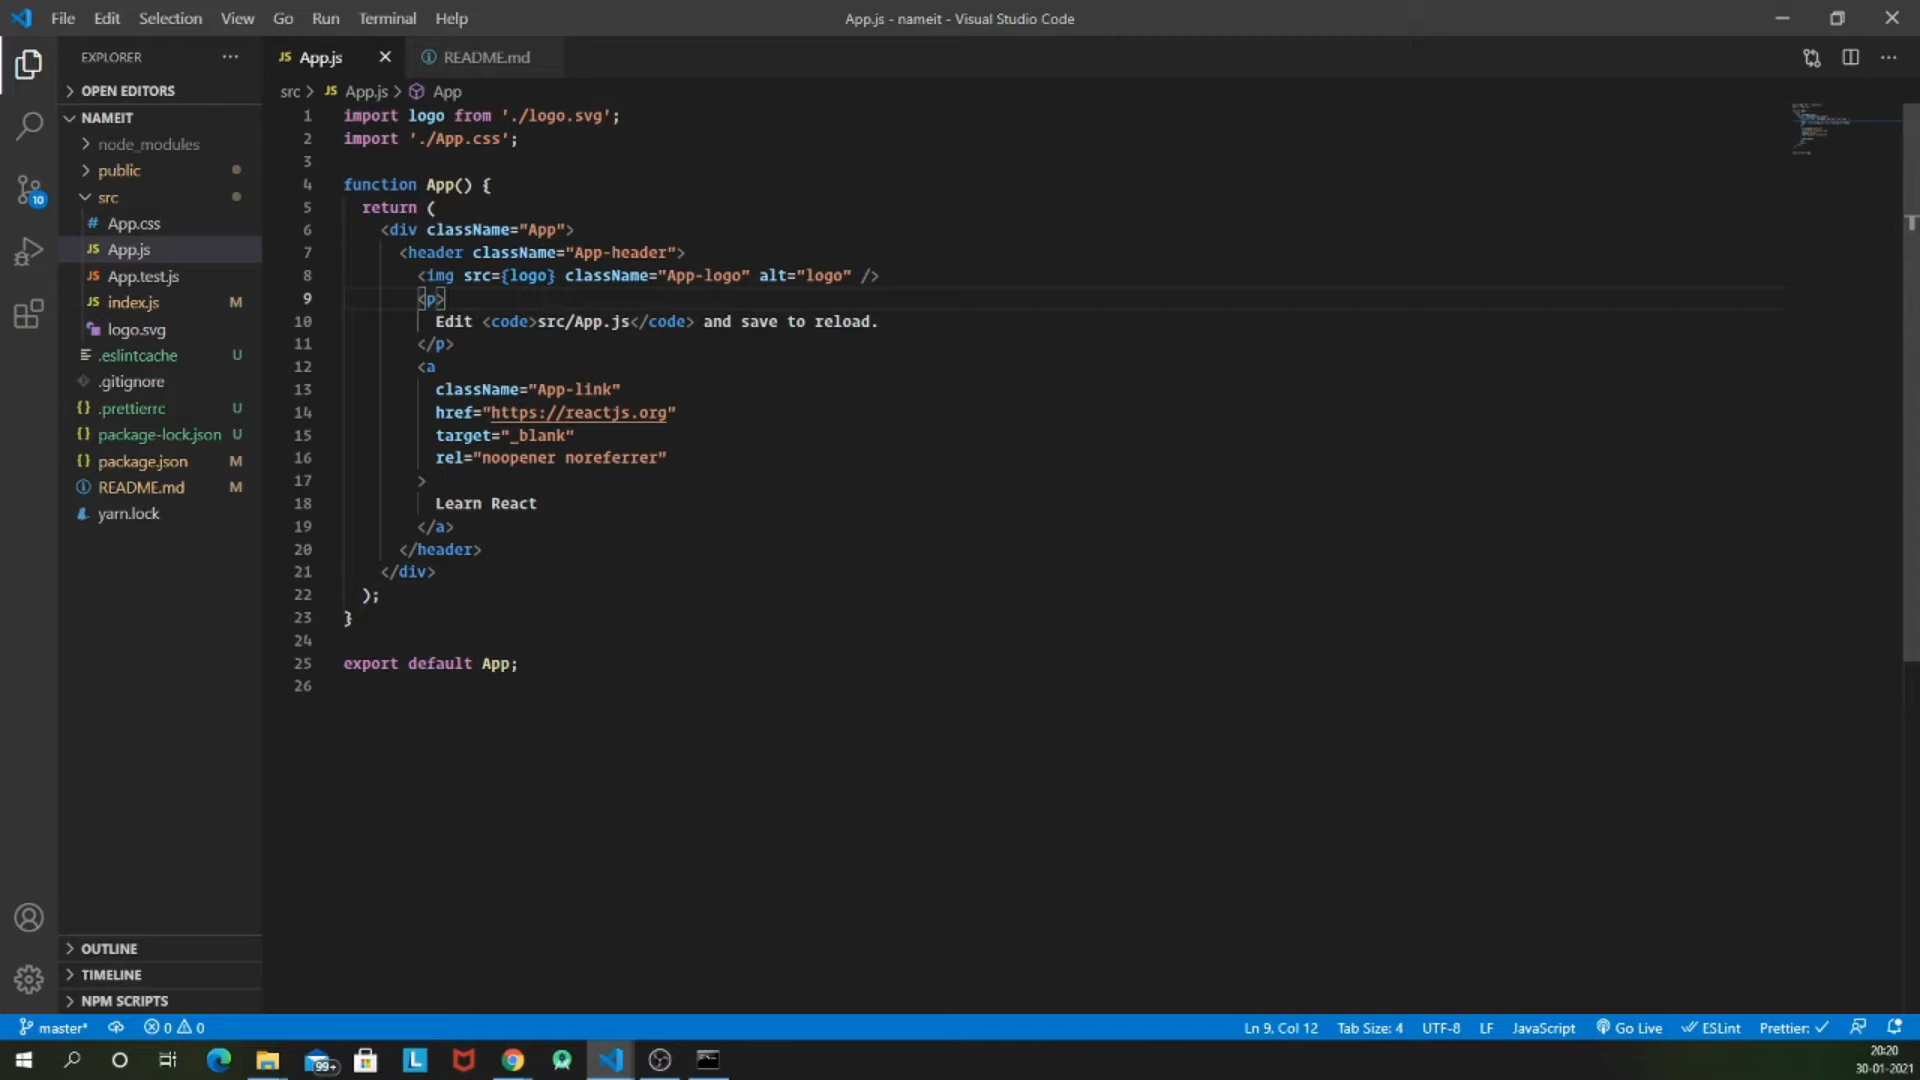 File Edit Selection View Go Run Terminal Help
App.js - nameit - Visual Studio Code
EXPLORER
OPEN EDITORS
NAMEIT
node_modules
public
src
App.css
App.js
App.test.js
index.js M
logo.svg
.eslintcache U
.gitignore
.prettierrc U
package-lock.json U
package.json M
README.md M
yarn.lock
OUTLINE
TIMELINE
NPM SCRIPTS
10
JS App.js
README.md
src > JS App.js > App
1 import logo from './logo.svg';
2 import './App.css';
3
4 function App() {
5 return (
6 <div className="App">
7 <header className="App-header">
8 <img src={logo} className="App-logo" alt="logo" />
9 <p>
10 Edit <code>src/App.js</code> and save to reload.
11 </p>
12 <a
13 className="App-link"
14 href="https://reactjs.org"
15 target="_blank"
16 rel="noopener noreferrer"
17 >
18 Learn React
19 </a>
20 </header>
21 </div>
22 );
23 }
24
25 export default App;
26
master* 0 0
Ln 9, Col 12 Tab Size: 4 UTF-8 LF JavaScript Go Live ESLint Prettier: ✓
99+
20:20
30-01-2021